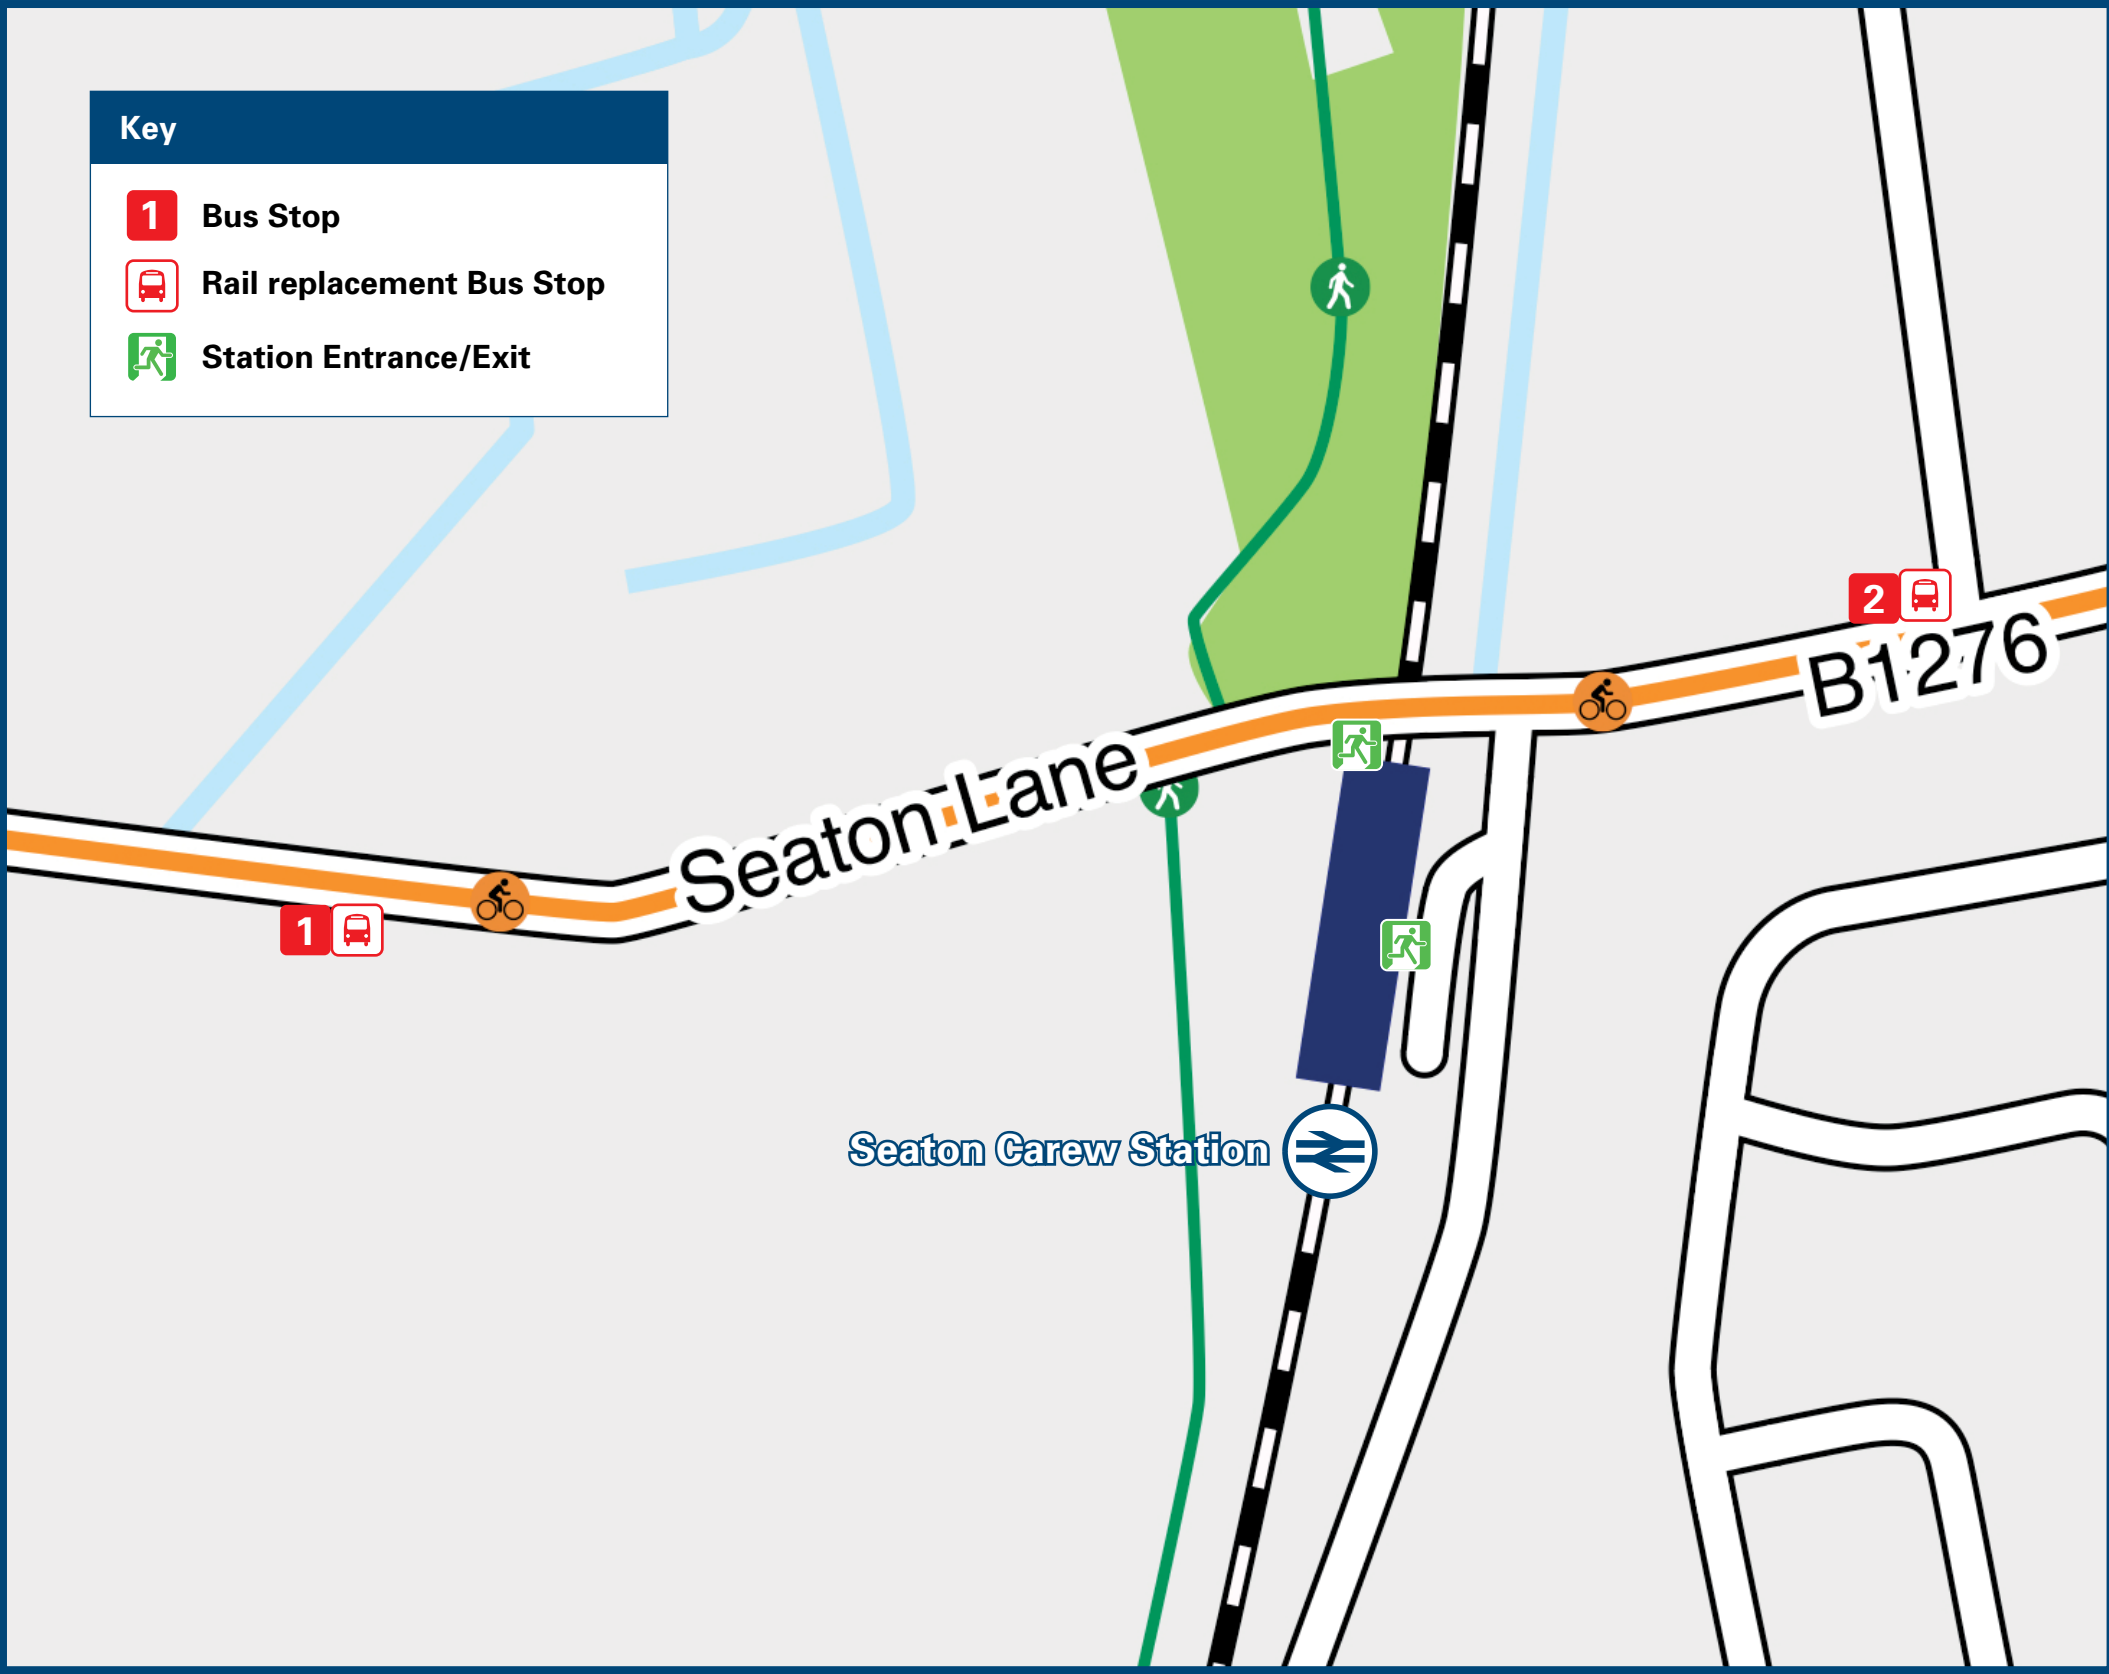 Key
1 Bus Stop
Rail replacement Bus Stop
Station Entrance/Exit
2
B1276
Seaton Lane
1
Seaton Carew Station